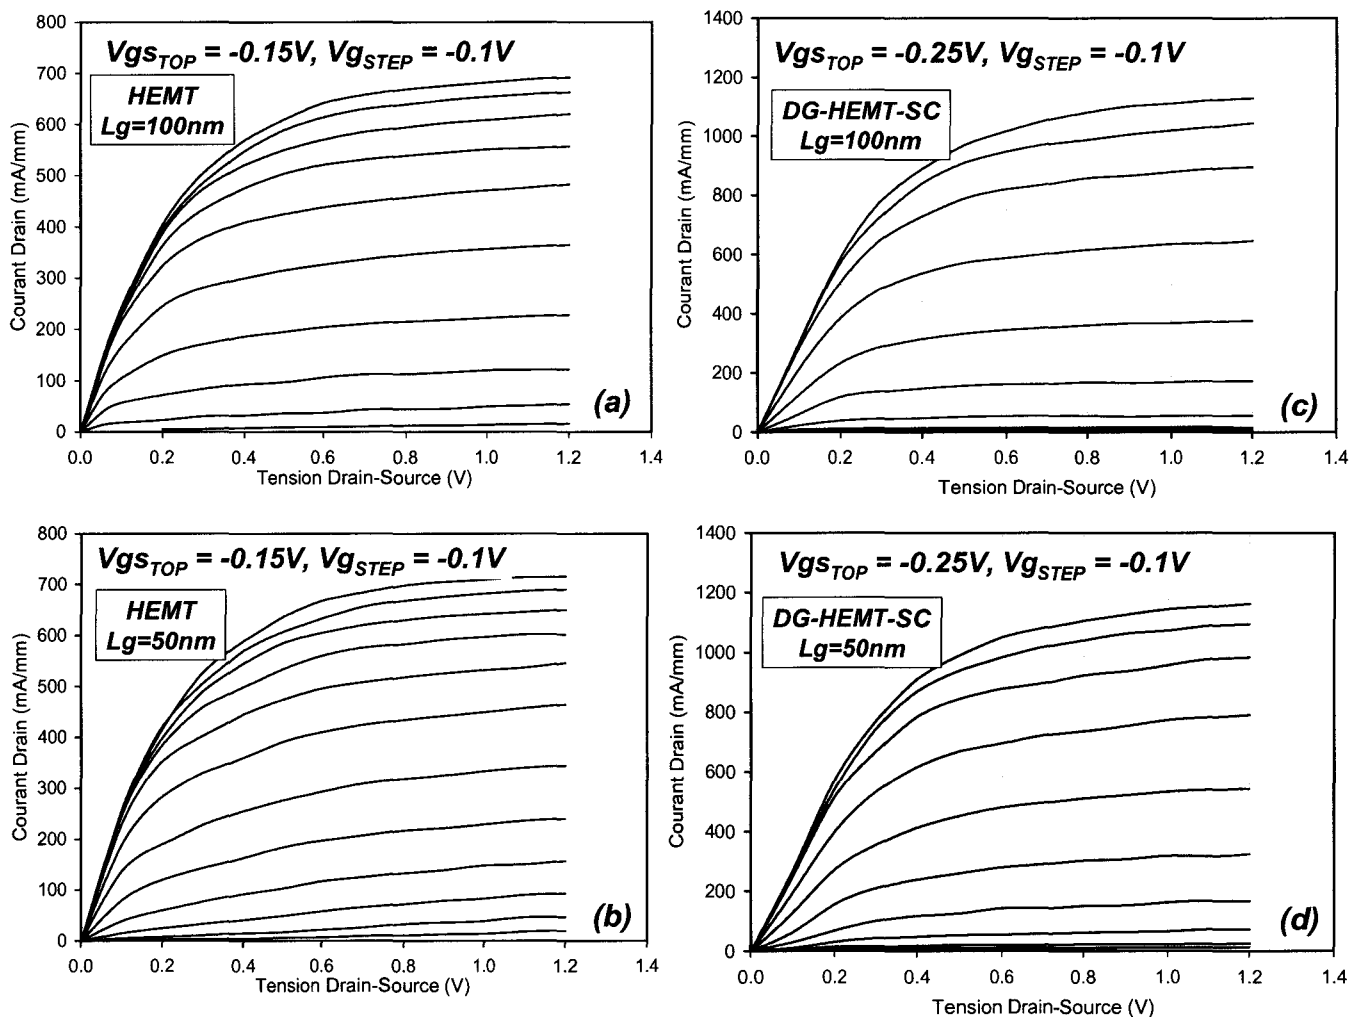 800
700
600
500
400
300
200
100
0
Courant Drain (mA/mm)
VgsTOP = -0.15V, VgSTEP = -0.1V
HEMT
Lg=100nm
(a)
0.0 0.2 0.4 0.6 0.8 1.0 1.2 1.4
Tension Drain-Source (V)
1400
1200
1000
800
600
400
200
0
Courant Drain (mA/mm)
VgsTOP = -0.25V, VgSTEP = -0.1V
DG-HEMT-SC
Lg=100nm
(c)
0.0 0.2 0.4 0.6 0.8 1.0 1.2 1.4
Tension Drain-Source (V)
800
700
600
500
400
300
200
100
0
Courant Drain (mA/mm)
VgsTOP = -0.15V, VgSTEP = -0.1V
HEMT
Lg=50nm
(b)
0.0 0.2 0.4 0.6 0.8 1.0 1.2 1.4
Tension Drain-Source (V)
1400
1200
1000
800
600
400
200
0
Courant Drain (mA/mm)
VgsTOP = -0.25V, VgSTEP = -0.1V
DG-HEMT-SC
Lg=50nm
(d)
0.0 0.2 0.4 0.6 0.8 1.0 1.2 1.4
Tension Drain-Source (V)